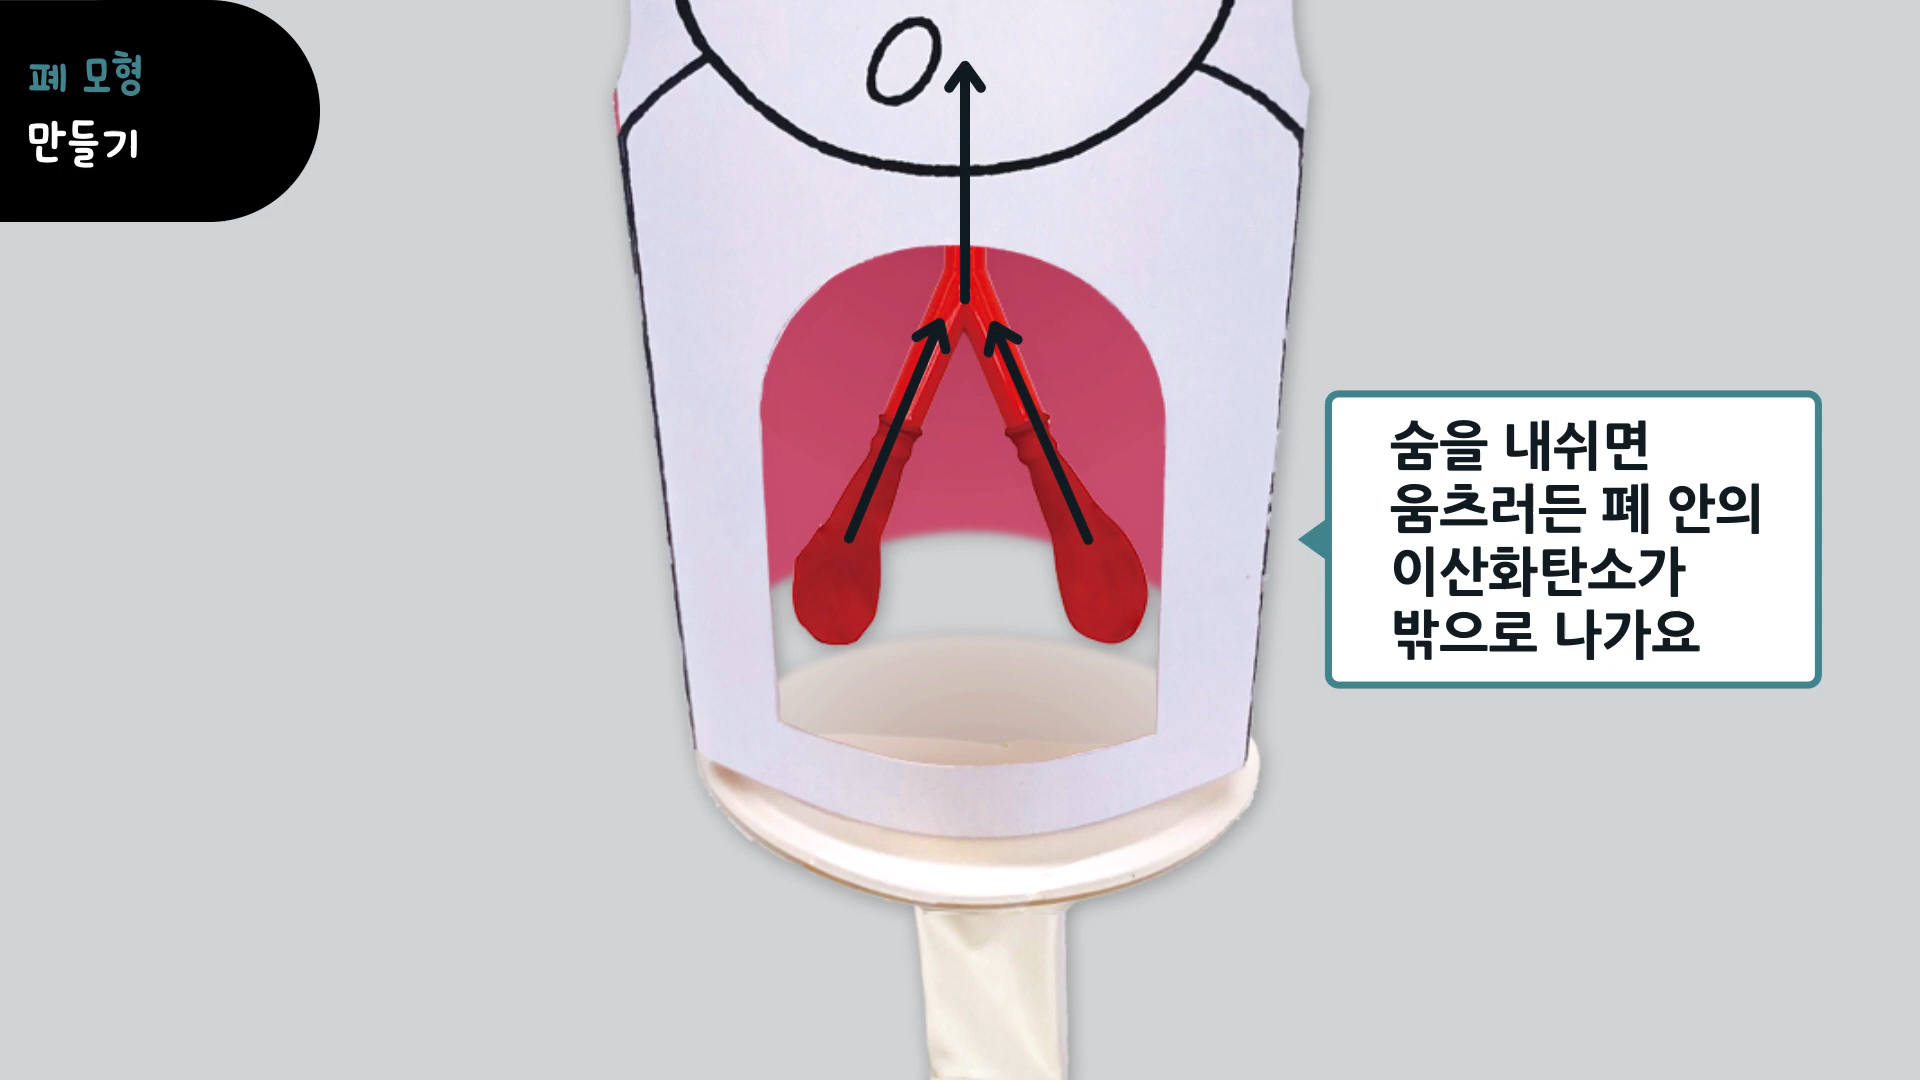 폐 모형
만들기
숨을 내쉬면
움츠러든 폐 안의
이산화탄소가
밖으로 나가요